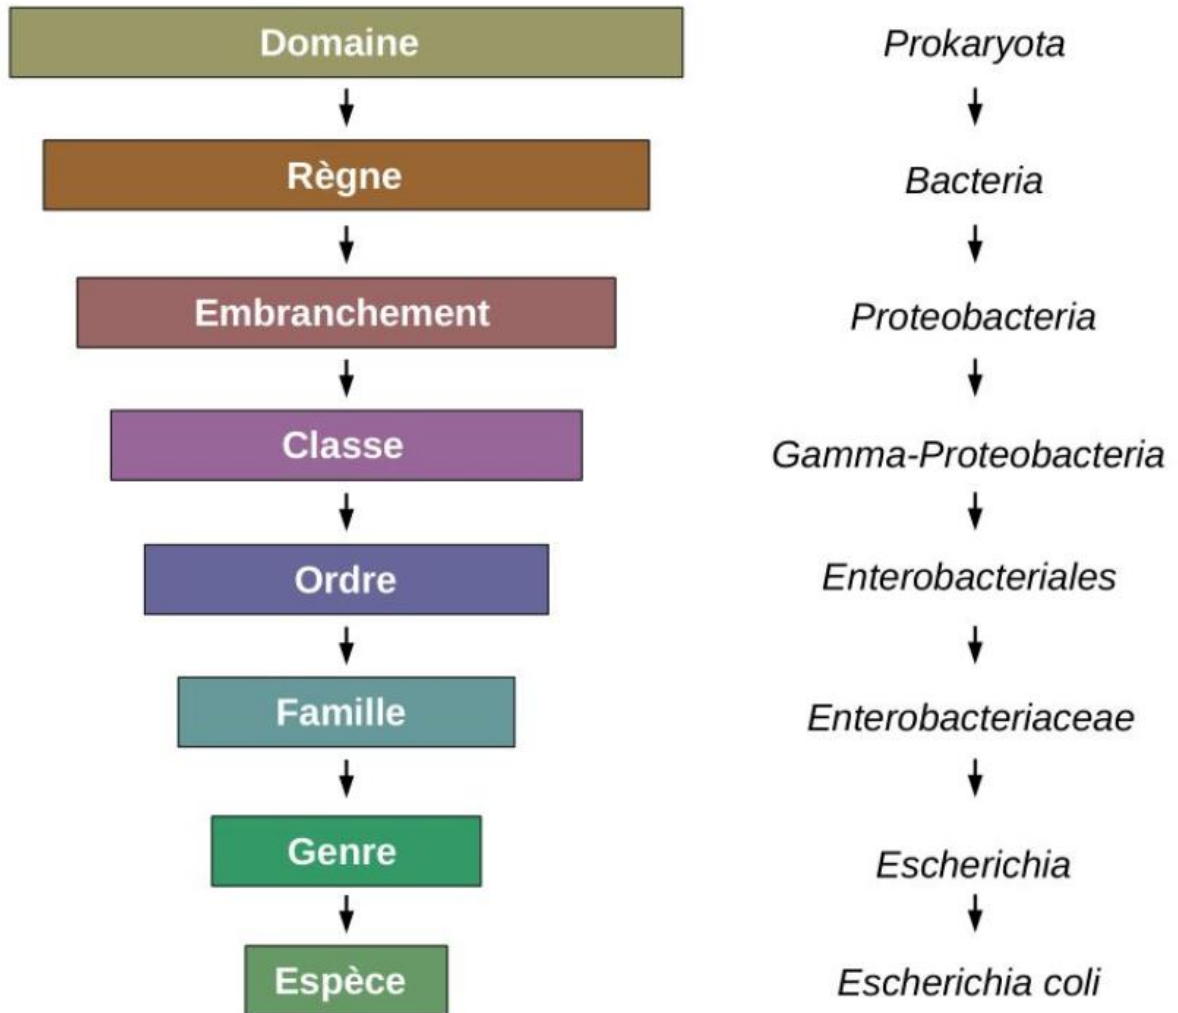 Domaine
Prokaryota
Règne
Bacteria
Embranchement
Proteobacteria
Classe
Gamma-Proteobacteria
Ordre
Enterobacteriales
Famille
Enterobacteriaceae
Genre
Escherichia
Espèce
Escherichia coli